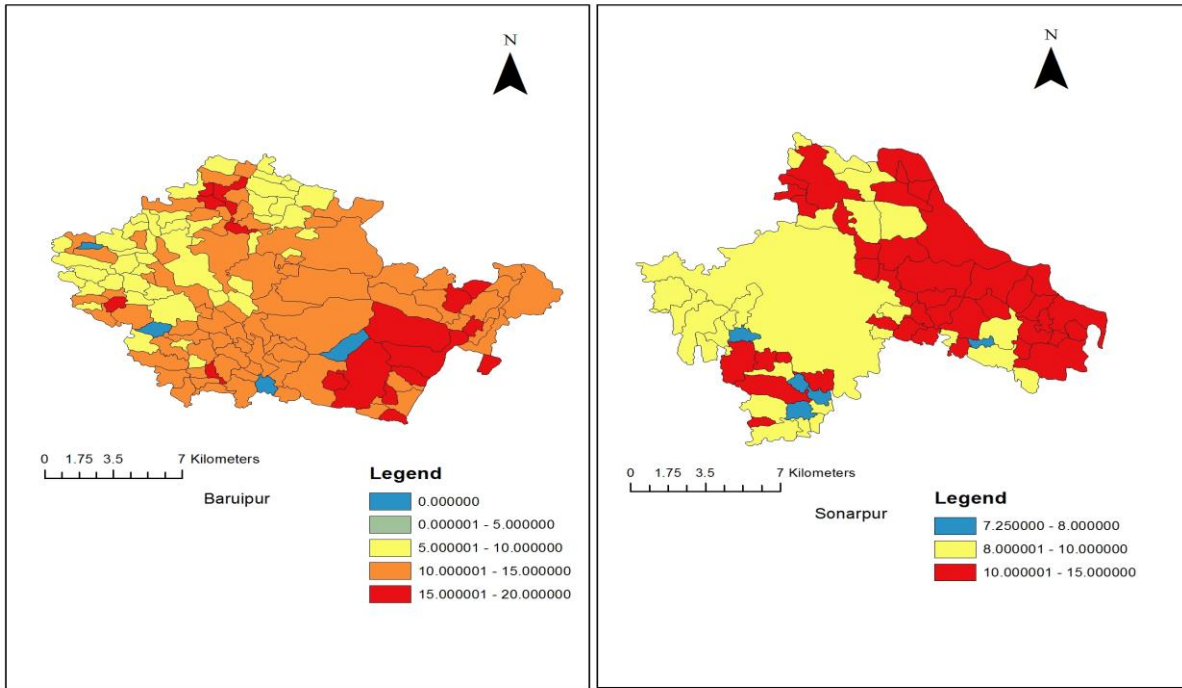 N
0 1.75 3.5 7 Kilometers
Baruipur
Legend
0.000000
0.000001 - 5.000000
5.000001 - 10.000000
10.000001 - 15.000000
15.000001 - 20.000000
N
0 1.75 3.5 7 Kilometers
Sonarpur
Legend
7.250000 - 8.000000
8.000001 - 10.000000
10.000001 - 15.000000